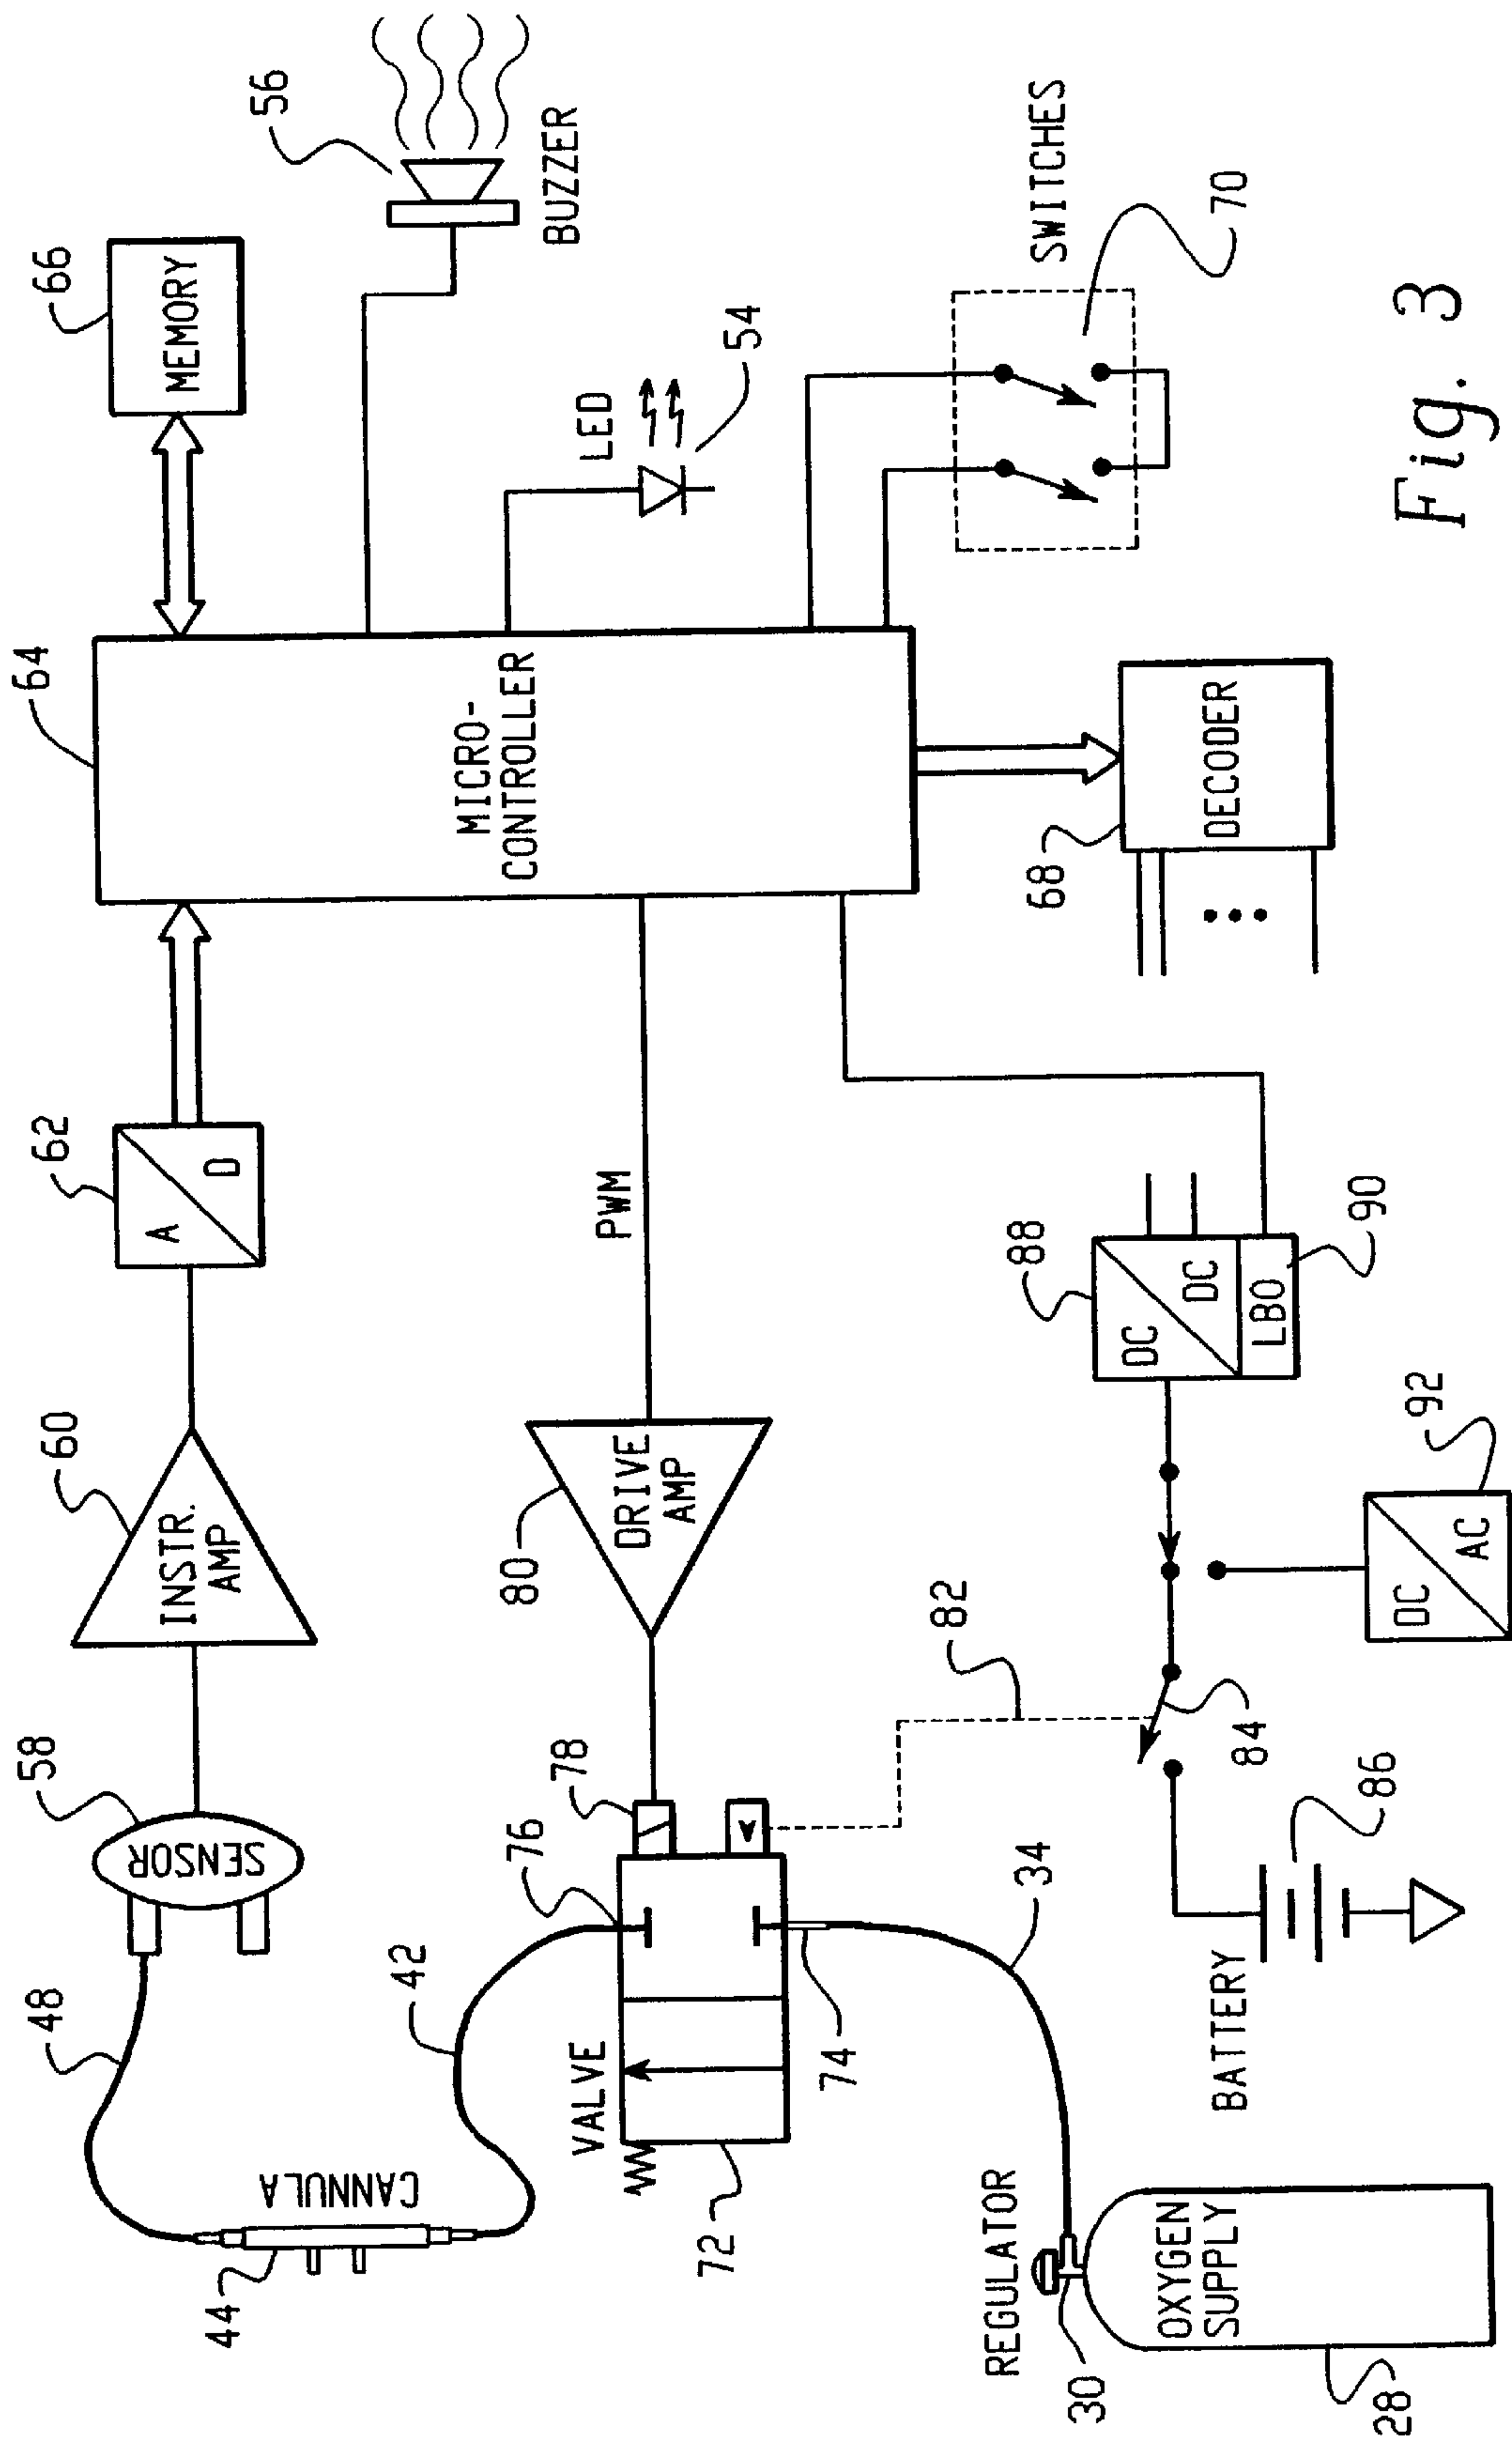 58
SENSOR
48
60
INSTR.
AMP
62
A
D
64
MICRO-
CONTROLLER
66
MEMORY
56
BUZZER
44
CANNULA
42
VALVE
76
78
80
DRIVE
AMP
PWM
LED
54
72
74
34
82
88
DC
DC
LBO
90
68
DECODER
SWITCHES
70
REGULATOR
30
OXYGEN
SUPPLY
28
BATTERY
86
84
92
DC
AC
Fig. 3